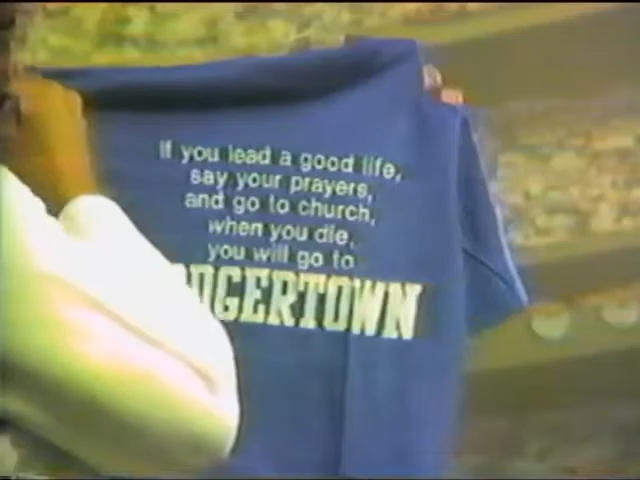 If you lead a good life,
say your prayers,
and go to church,
when you die,
you will go to
DGERTOWN